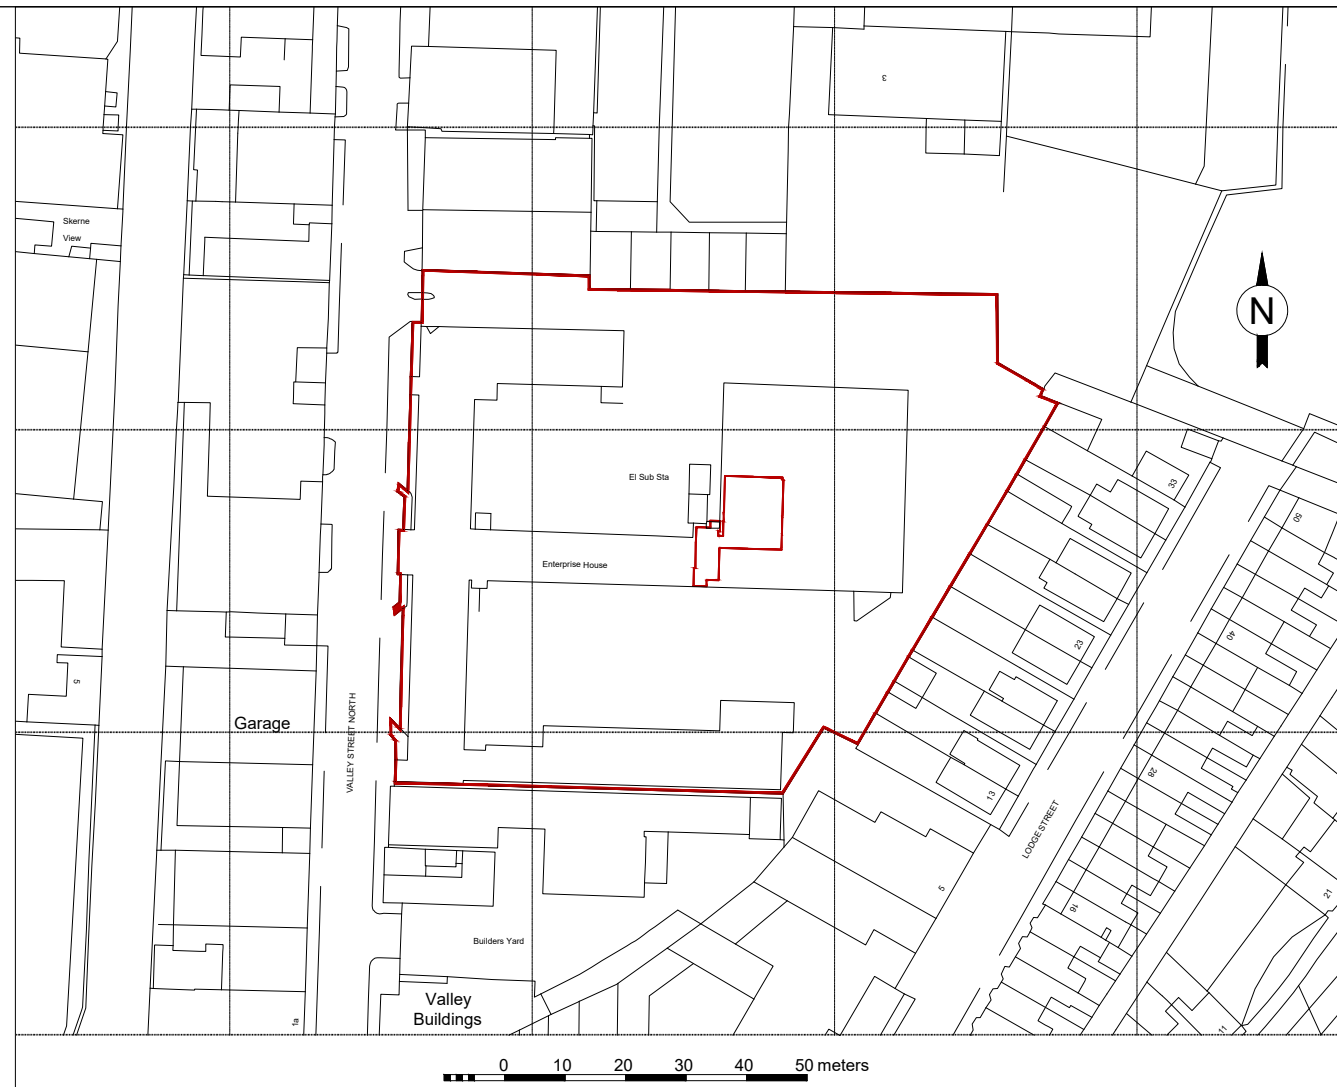 3
Skerne
View
N
33
El Sub Sta
50
Enterprise House
40
23
5
VALLEY STREET NORTH
Garage
28
13
LODGE STREET
5
21
16
Builders Yard
Valley
Buildings
1a
11
0 10 20 30 40 50 meters